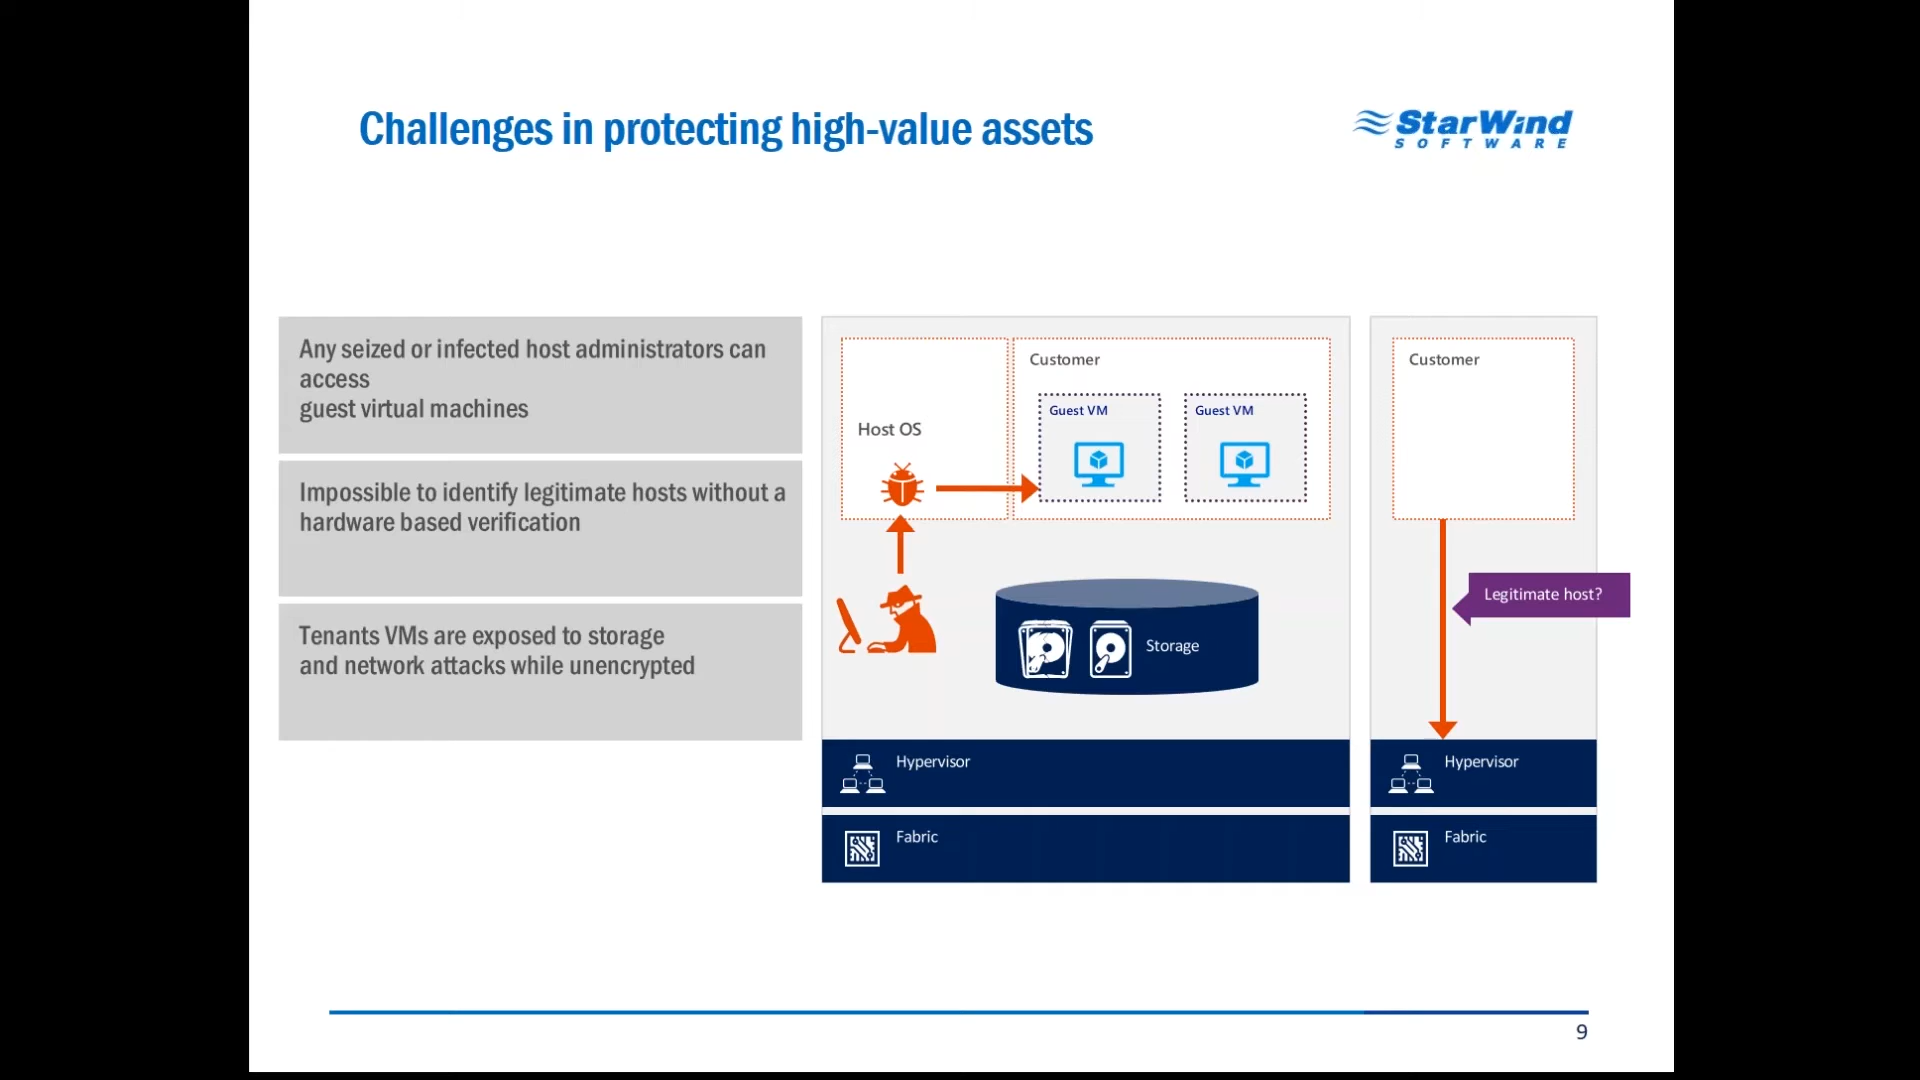 Challenges in protecting high-value assets
StarWind
SOFTWARE
Any seized or infected host administrators can
access
guest virtual machines
Impossible to identify legitimate hosts without a
hardware based verification
Tenants VMs are exposed to storage
and network attacks while unencrypted
Host OS
Customer
Guest VM
Guest VM
Storage
Hypervisor
Fabric
Customer
Legitimate host?
Hypervisor
Fabric
9